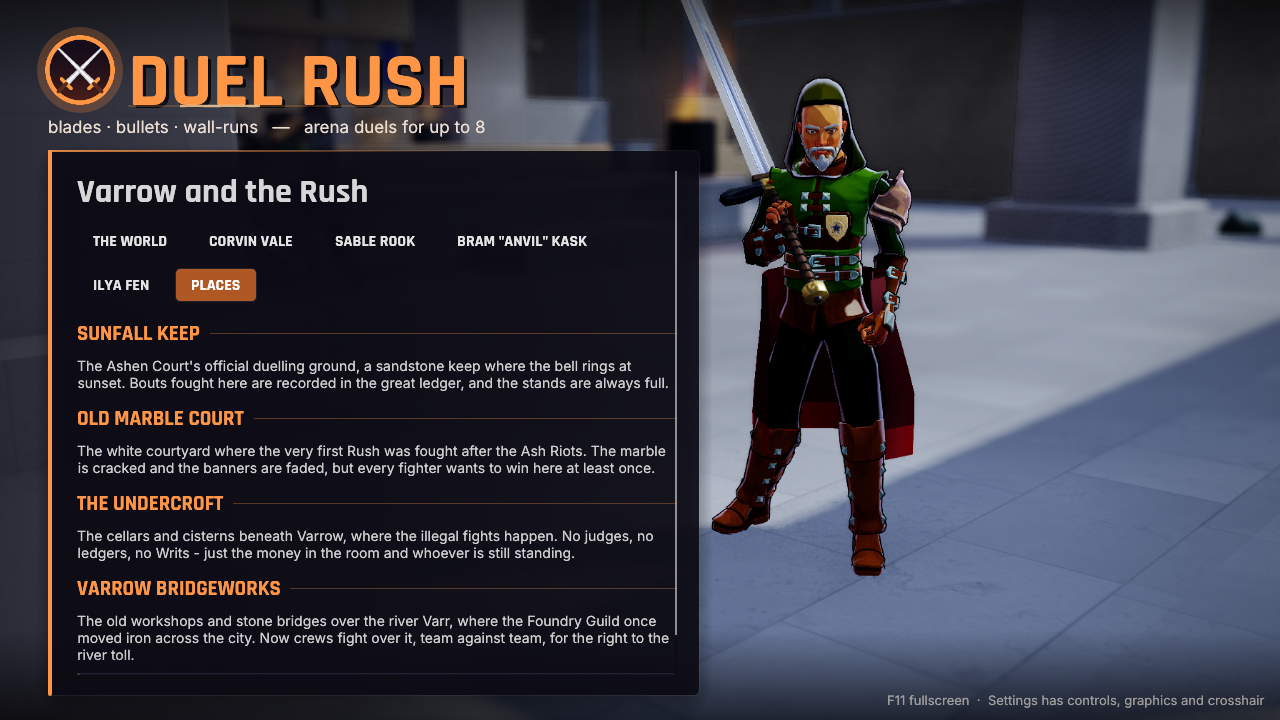 DUEL RUSH
blades · bullets · wall-runs — arena duels for up to 8
Varrow and the Rush
THE WORLD CORVIN VALE SABLE ROOK BRAM "ANVIL" KASK
ILYA FEN PLACES
SUNFALL KEEP
The Ashen Court's official duelling ground, a sandstone keep where the bell rings at
sunset. Bouts fought here are recorded in the great ledger, and the stands are always full.
OLD MARBLE COURT
The white courtyard where the very first Rush was fought after the Ash Riots. The marble
is cracked and the banners are faded, but every fighter wants to win here at least once.
THE UNDERCROFT
The cellars and cisterns beneath Varrow, where the illegal fights happen. No judges, no
ledgers, no Writs - just the money in the room and whoever is still standing.
VARROW BRIDGEWORKS
The old workshops and stone bridges over the river Varr, where the Foundry Guild once
moved iron across the city. Now crews fight over it, team against team, for the right to the
river toll.
F11 fullscreen · Settings has controls, graphics and crosshair